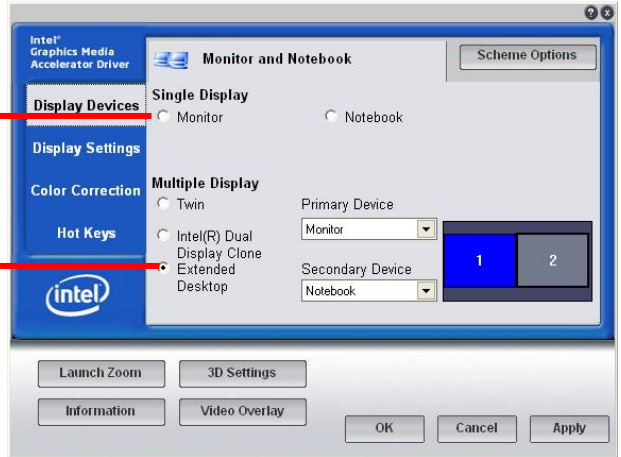 Intel®
Graphics Media
Accelerator Driver
Monitor and Notebook
Scheme Options
Display Devices
Display Settings
Color Correction
Hot Keys
intel
Single Display
Monitor
Notebook
Multiple Display
Twin
Intel(R) Dual
Display Clone
Extended
Desktop
Primary Device
Monitor
Secondary Device
Notebook
1
2
Launch Zoom
3D Settings
Information
Video Overlay
OK
Cancel
Apply